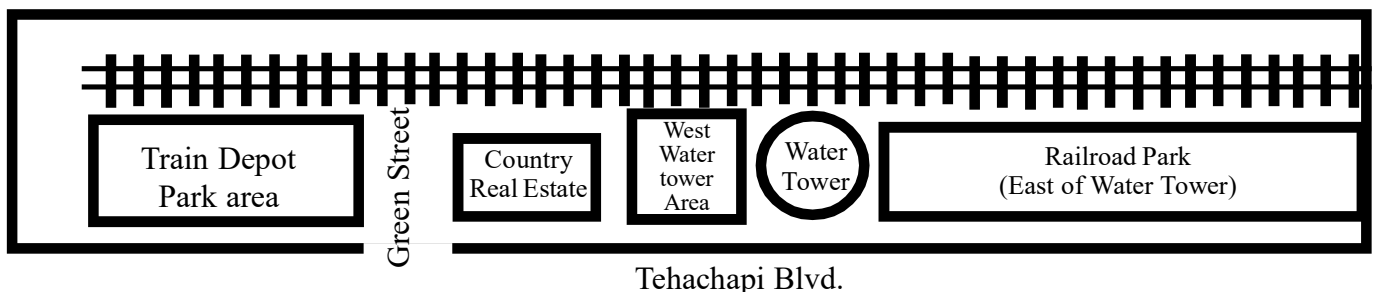 Train Depot
Park area
Green Street
Country
Real Estate
West
Water
tower
Area
Water
Tower
Railroad Park
(East of Water Tower)
Tehachapi Blvd.